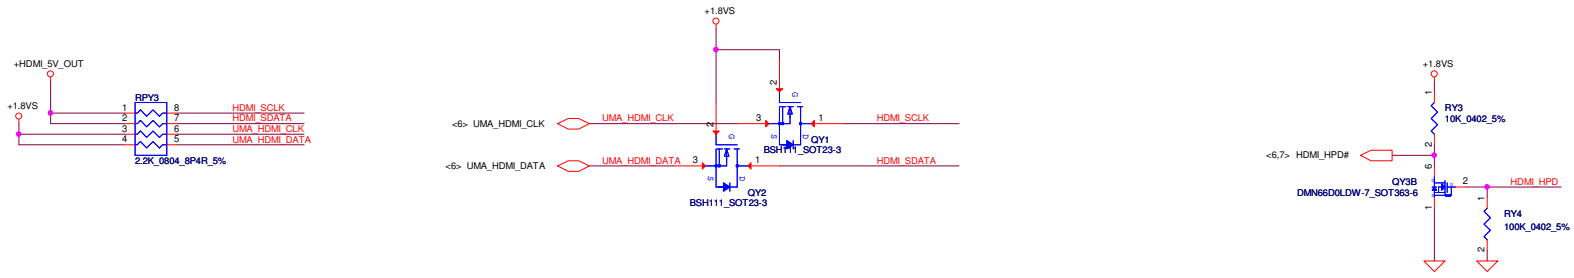 +HDMI_5V_OUT
+1.8VS
RPY3
1 8 HDMI_SCLK
2 7 HDMI_SDATA
3 6 UMA_HDMI_CLK
4 5 UMA_HDMI_DATA
2.2K_0804_8P4R_5%
+1.8VS
2
G
<6> UMA_HDMI_CLK UMA_HDMI_CLK 3 1 HDMI_SCLK
S D
QY1
BSH111_SOT23-3
2
G
<6> UMA_HDMI_DATA UMA_HDMI_DATA 3 1 HDMI_SDATA
S D
QY2
BSH111_SOT23-3
+1.8VS
1
RY3
10K_0402_5%
2
<6,7> HDMI_HPD#
6
QY3B
DMN66D0LDW-7_SOT363-6
2 HDMI_HPD
1
1
RY4
100K_0402_5%
2